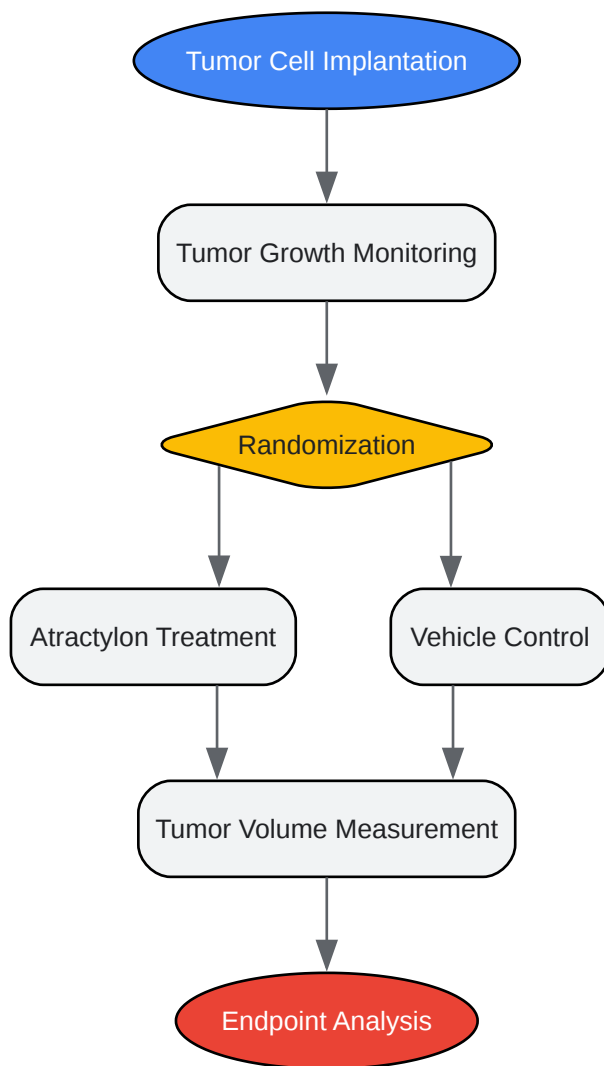 Tumor Cell Implantation
Tumor Growth Monitoring
Randomization
Atractylon Treatment
Vehicle Control
Tumor Volume Measurement
Endpoint Analysis